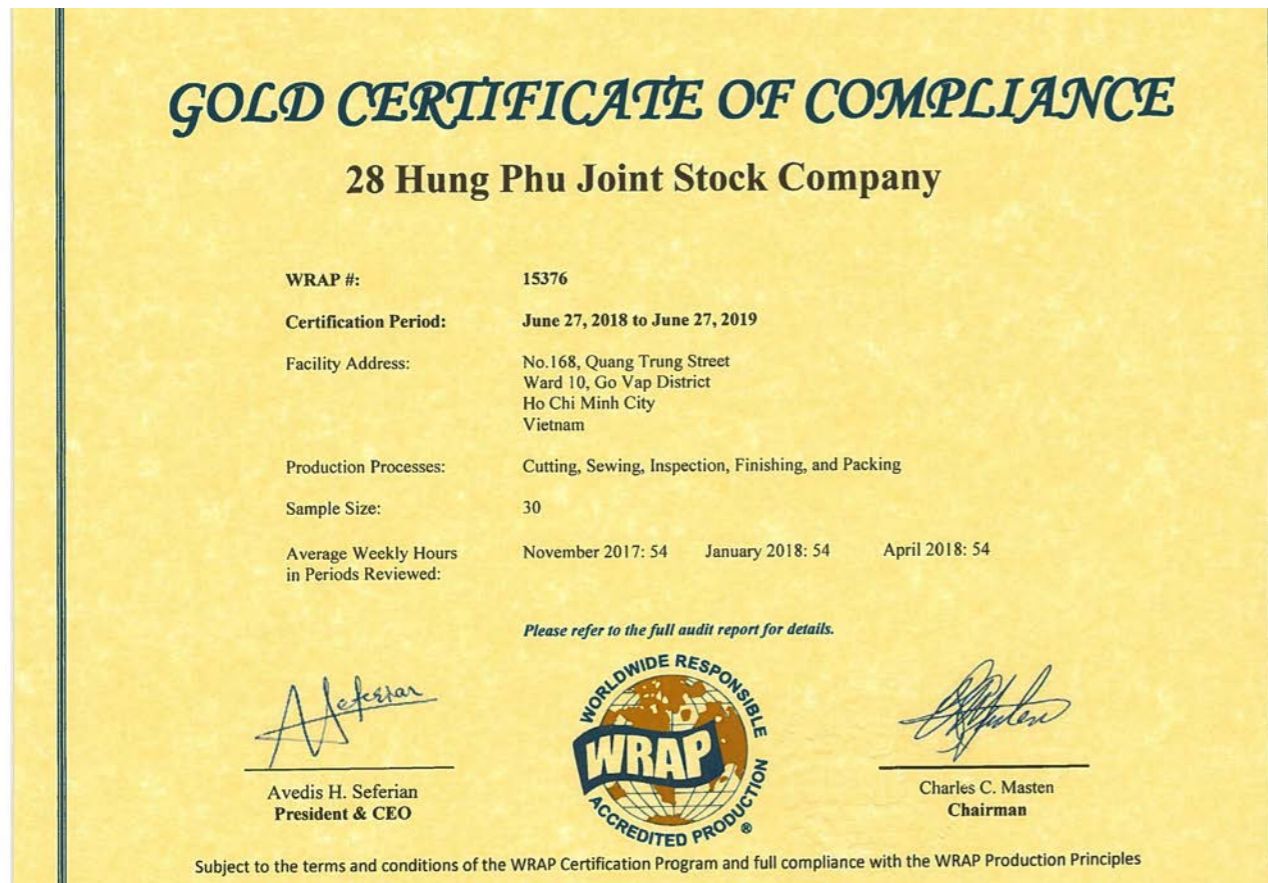 GOLD CERTIFICATE OF COMPLIANCE
28 Hung Phu Joint Stock Company
WRAP #: 15376
Certification Period: June 27, 2018 to June 27, 2019
Facility Address: No.168, Quang Trung Street
Ward 10, Go Vap District
Ho Chi Minh City
Vietnam
Production Processes: Cutting, Sewing, Inspection, Finishing, and Packing
Sample Size: 30
Average Weekly Hours November 2017: 54 January 2018: 54 April 2018: 54
in Periods Reviewed:
Please refer to the full audit report for details.
WORLDWIDE RESPONSIBLE
WRAP
ACCREDITED PRODUCTION ®
Avedis H. Seferian
President & CEO
Charles C. Masten
Chairman
Subject to the terms and conditions of the WRAP Certification Program and full compliance with the WRAP Production Principles